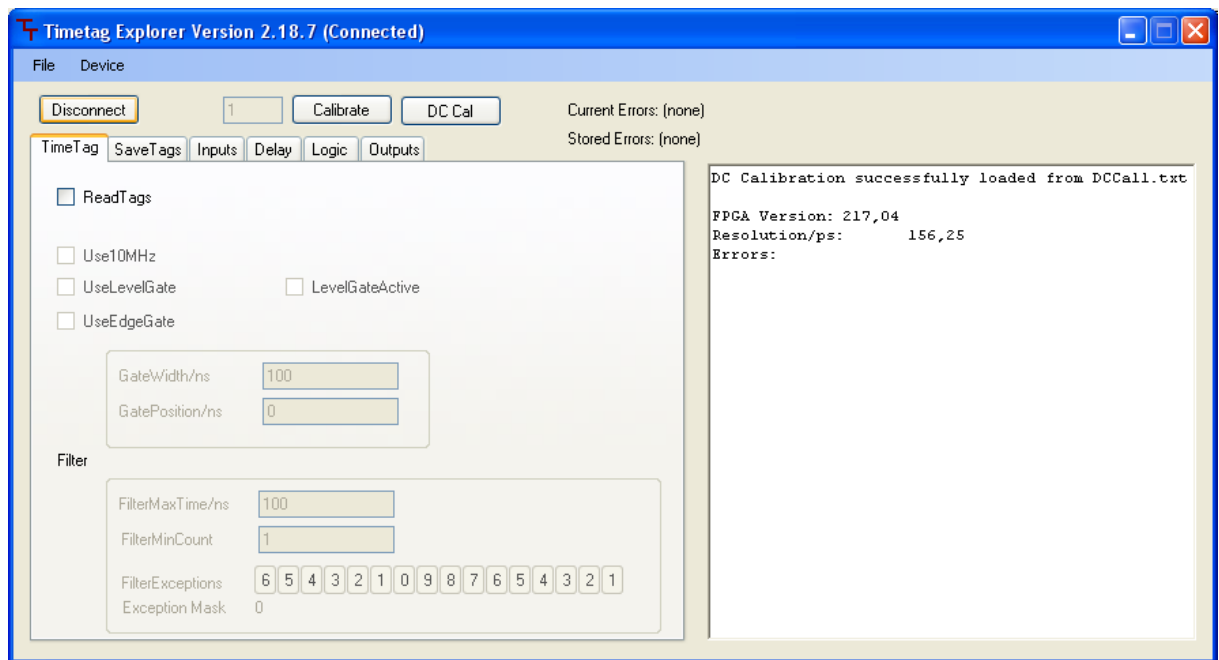 Timetag Explorer Version 2.18.7 (Connected)
File Device
Disconnect 1 Calibrate DC Cal
Current Errors: (none)
Stored Errors: (none)
TimeTag SaveTags Inputs Delay Logic Outputs
ReadTags
Use10MHz
UseLevelGate LevelGateActive
UseEdgeGate
GateWidth/ns 100
GatePosition/ns 0
Filter
FilterMaxTime/ns 100
FilterMinCount 1
FilterExceptions 6 5 4 3 2 1 0 9 8 7 6 5 4 3 2 1
Exception Mask 0
DC Calibration successfully loaded from DCCall.txt
FPGA Version: 217,04
Resolution/ps: 156,25
Errors: